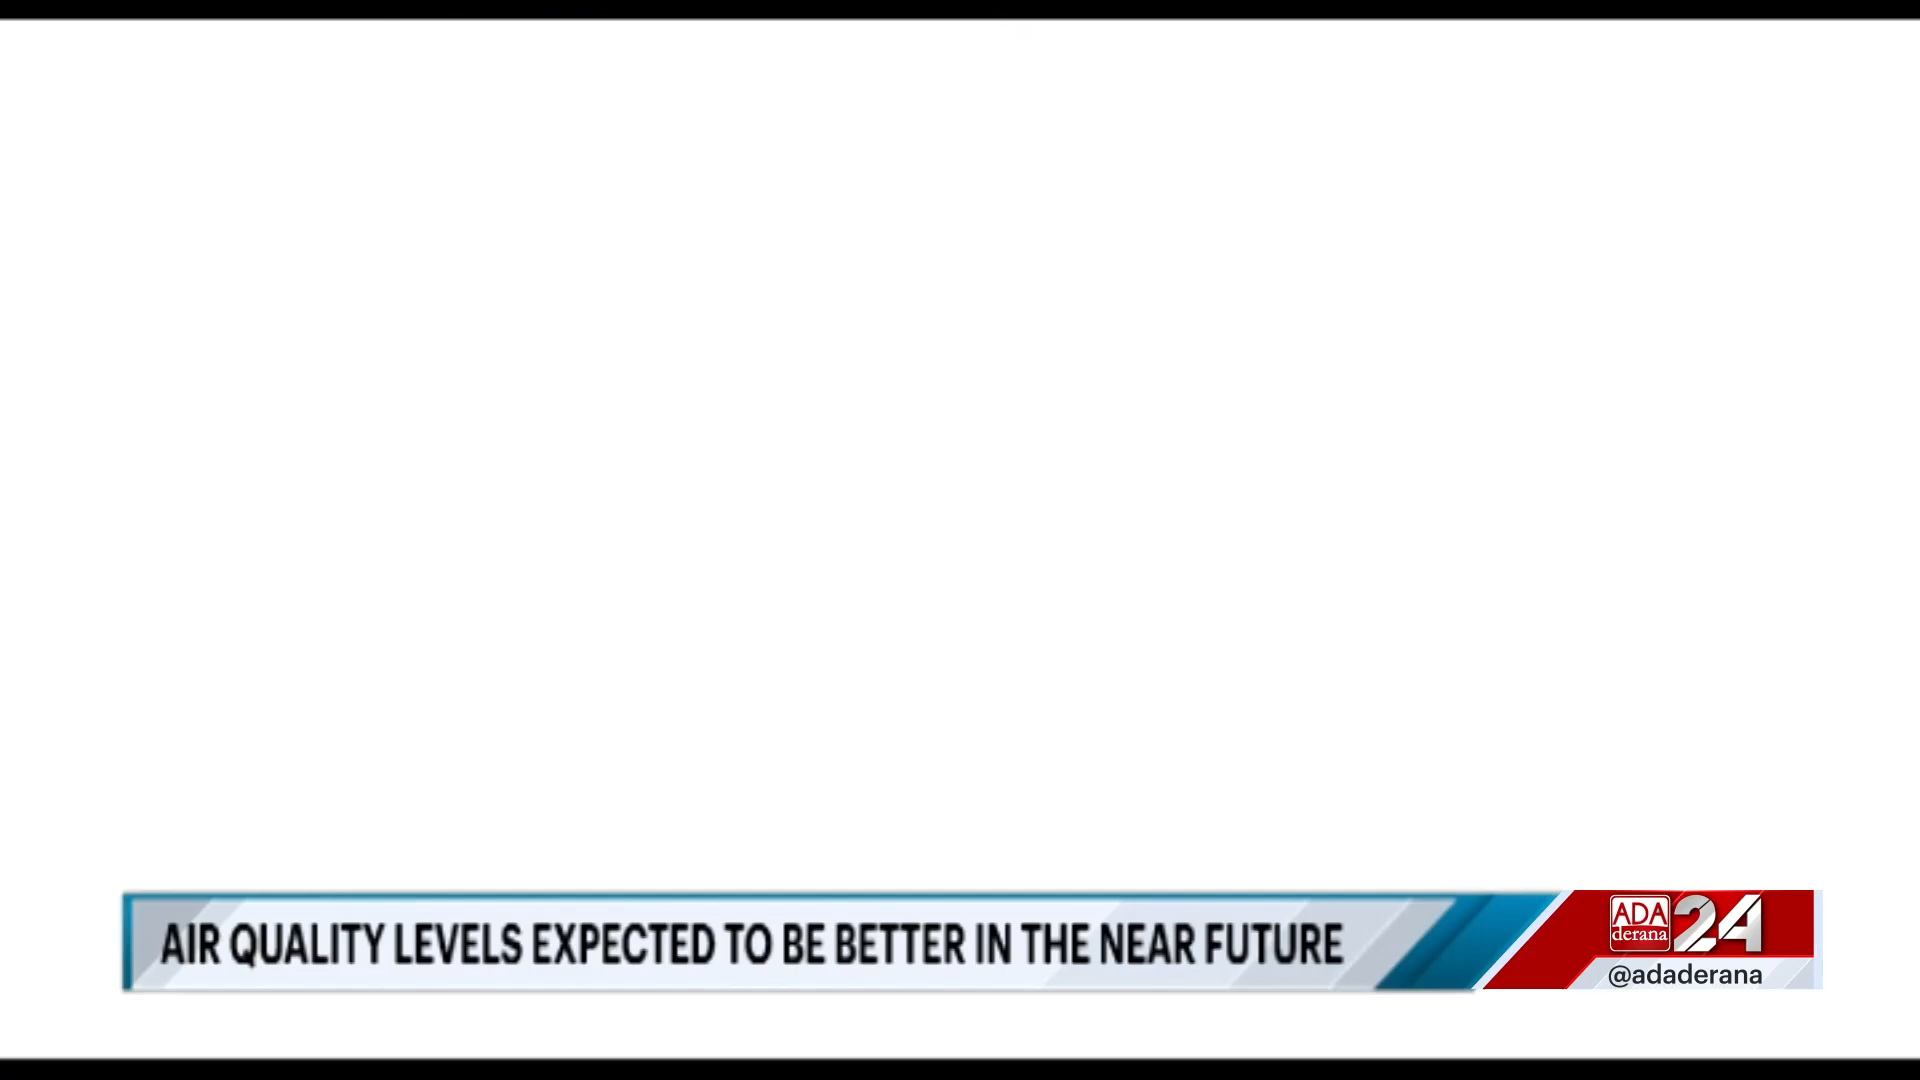 AIR QUALITY LEVELS EXPECTED TO BE BETTER IN THE NEAR FUTURE
ADA
derana
24
@adaderana